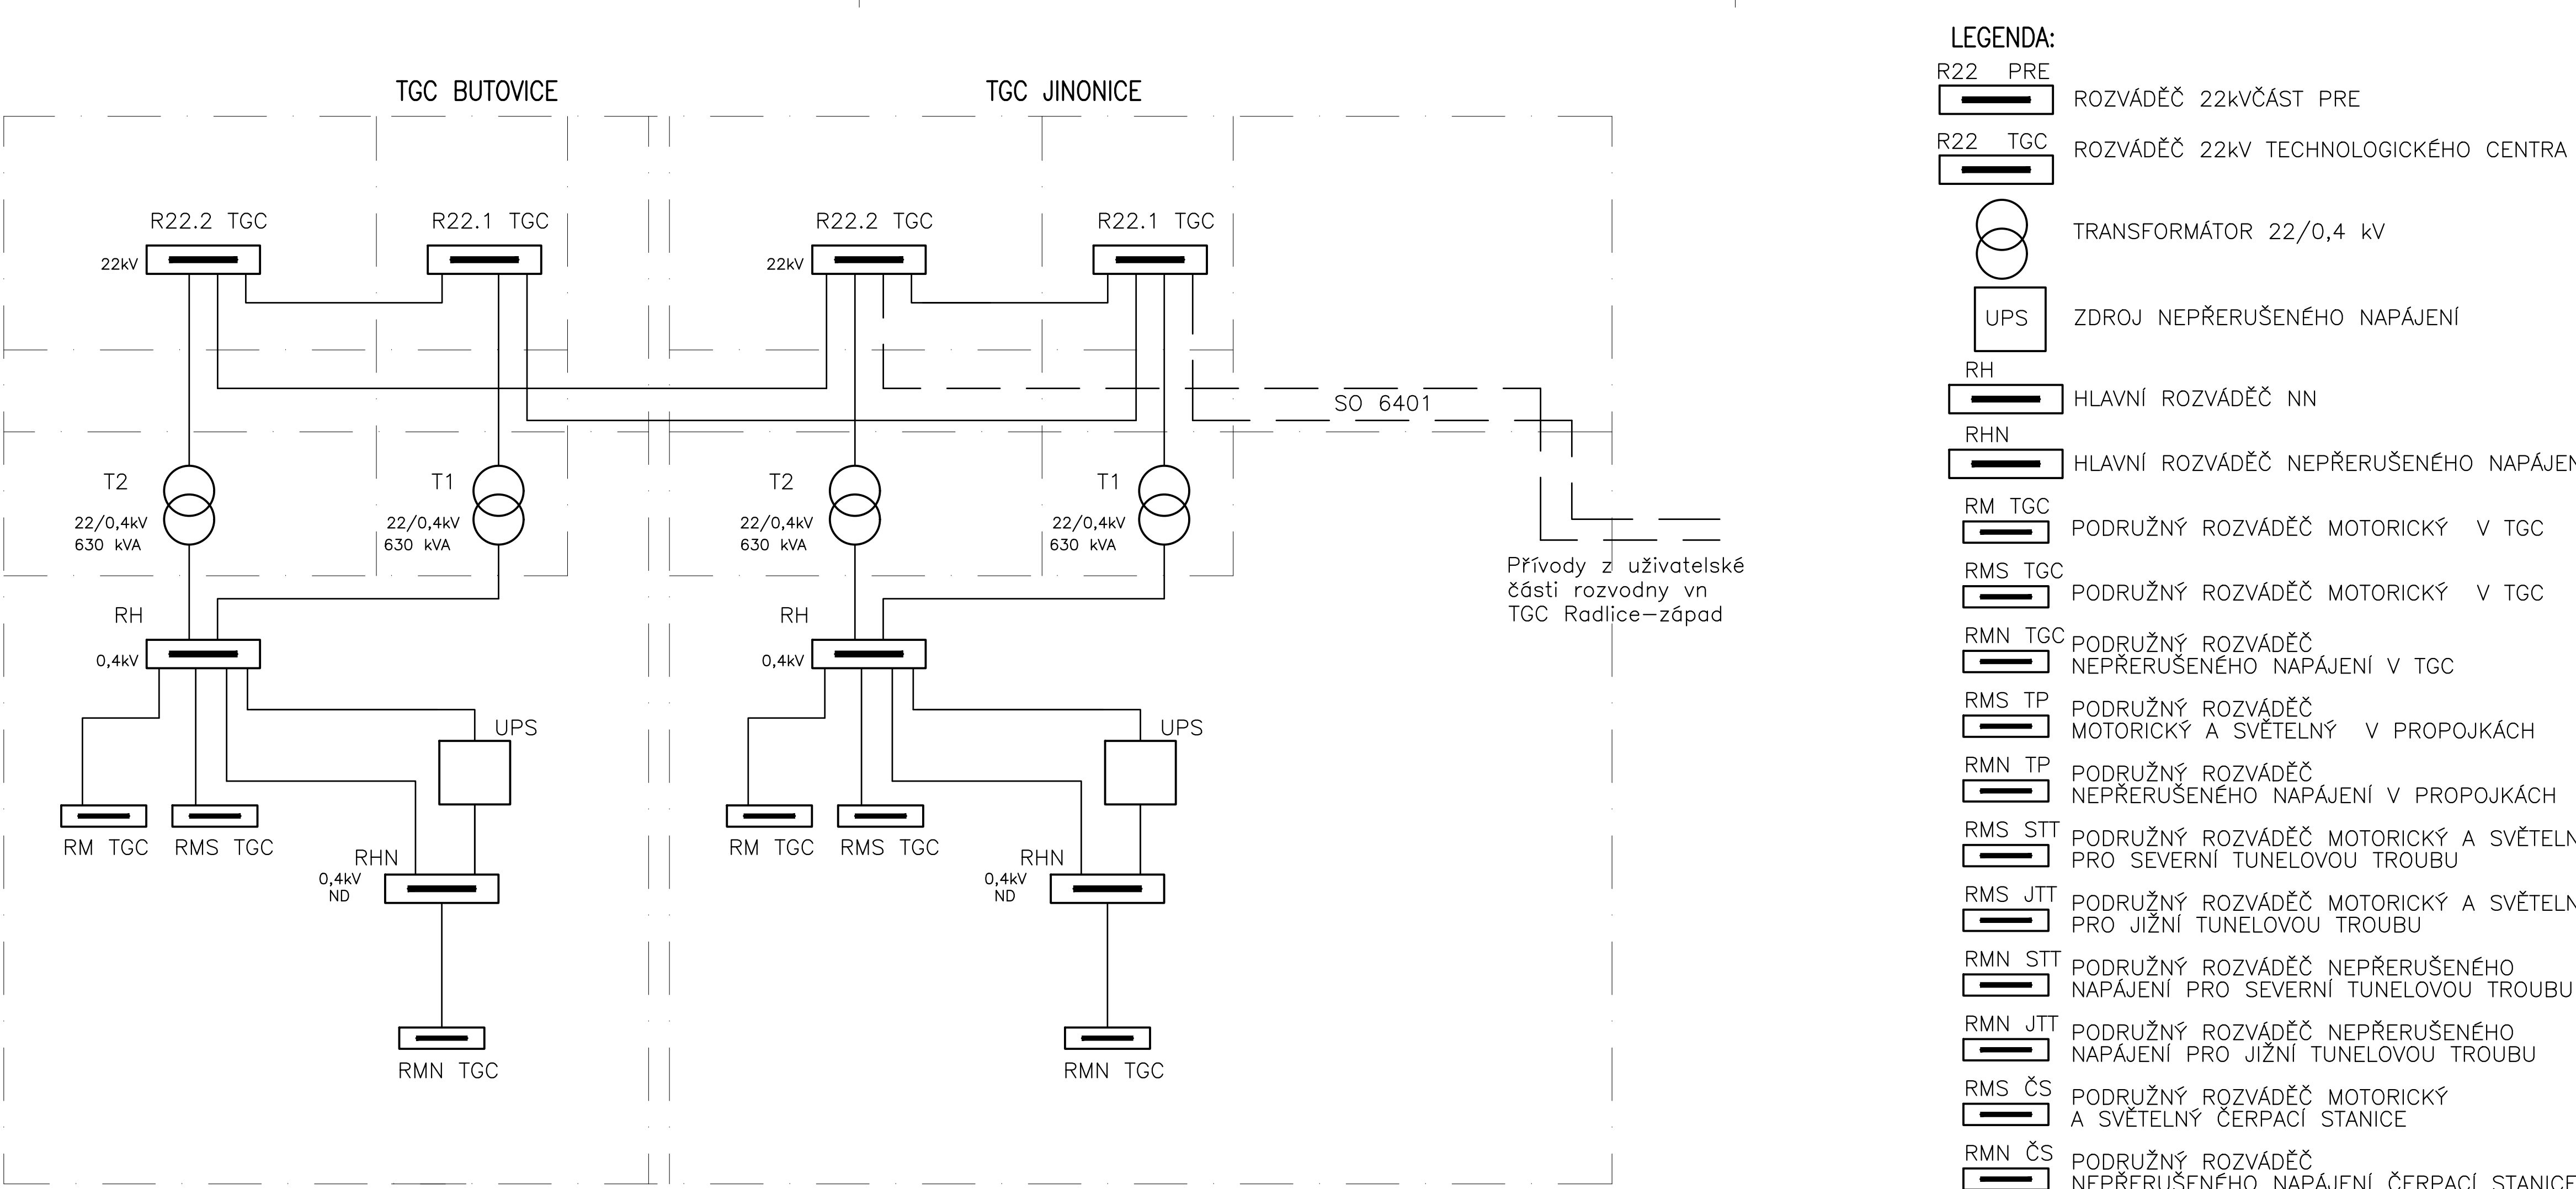 TGC BUTOVICE
R22.2 TGC
R22.1 TGC
22kV
T2
22/0,4kV
630 kVA
T1
22/0,4kV
630 kVA
RH
0,4kV
UPS
RM TGC
RMS TGC
RHN
0,4kV
ND
RMN TGC
TGC JINONICE
R22.2 TGC
R22.1 TGC
22kV
SO 6401
T2
22/0,4kV
630 kVA
T1
22/0,4kV
630 kVA
Přívody z uživatelské
části rozvodny vn
TGC Radlice-západ
RH
0,4kV
UPS
RM TGC
RMS TGC
RHN
0,4kV
ND
RMN TGC
LEGENDA:
R22 PRE
ROZVÁDĚČ 22kVČÁST PRE
R22 TGC
ROZVÁDĚČ 22kV TECHNOLOGICKÉHO CENTRA
TRANSFORMÁTOR 22/0,4 kV
UPS
ZDROJ NEPŘERUŠENÉHO NAPÁJENÍ
RH
HLAVNÍ ROZVÁDĚČ NN
RHN
HLAVNÍ ROZVÁDĚČ NEPŘERUŠENÉHO
RM TGC
PODRUŽNÝ ROZVÁDĚČ MOTORICKÝ V TGC
RMS TGC
PODRUŽNÝ ROZVÁDĚČ MOTORICKÝ V TGC
RMN TGC
PODRUŽNÝ ROZVÁDĚČ
NEPŘERUŠENÉHO NAPÁJENÍ V TGC
RMS TP
PODRUŽNÝ ROZVÁDĚČ
MOTORICKÝ A SVĚTELNÝ V PROPOJKÁCH
RMN TP
PODRUŽNÝ ROZVÁDĚČ
NEPŘERUŠENÉHO NAPÁJENÍ V PROPOJKÁCH
RMS STT
PODRUŽNÝ ROZVÁDĚČ MOTORICKÝ A
PRO SEVERNÍ TUNELOVOU TROUBU
RMS JTT
PODRUŽNÝ ROZVÁDĚČ MOTORICKÝ A
PRO JIŽNÍ TUNELOVOU TROUBU
RMN STT
PODRUŽNÝ ROZVÁDĚČ NEPŘERUŠENÉHO
NAPÁJENÍ PRO SEVERNÍ TUNELOVOU TROUBU
RMN JTT
PODRUŽNÝ ROZVÁDĚČ NEPŘERUŠENÉHO
NAPÁJENÍ PRO JIŽNÍ TUNELOVOU TROUBU
RMS ČS
PODRUŽNÝ ROZVÁDĚČ MOTORICKÝ
A SVĚTELNÝ ČERPACÍ STANICE
RMN ČS
PODRUŽNÝ ROZVÁDĚČ
NEPŘERUŠENÉHO NAPÁJENÍ ČERPACÍ STANICE